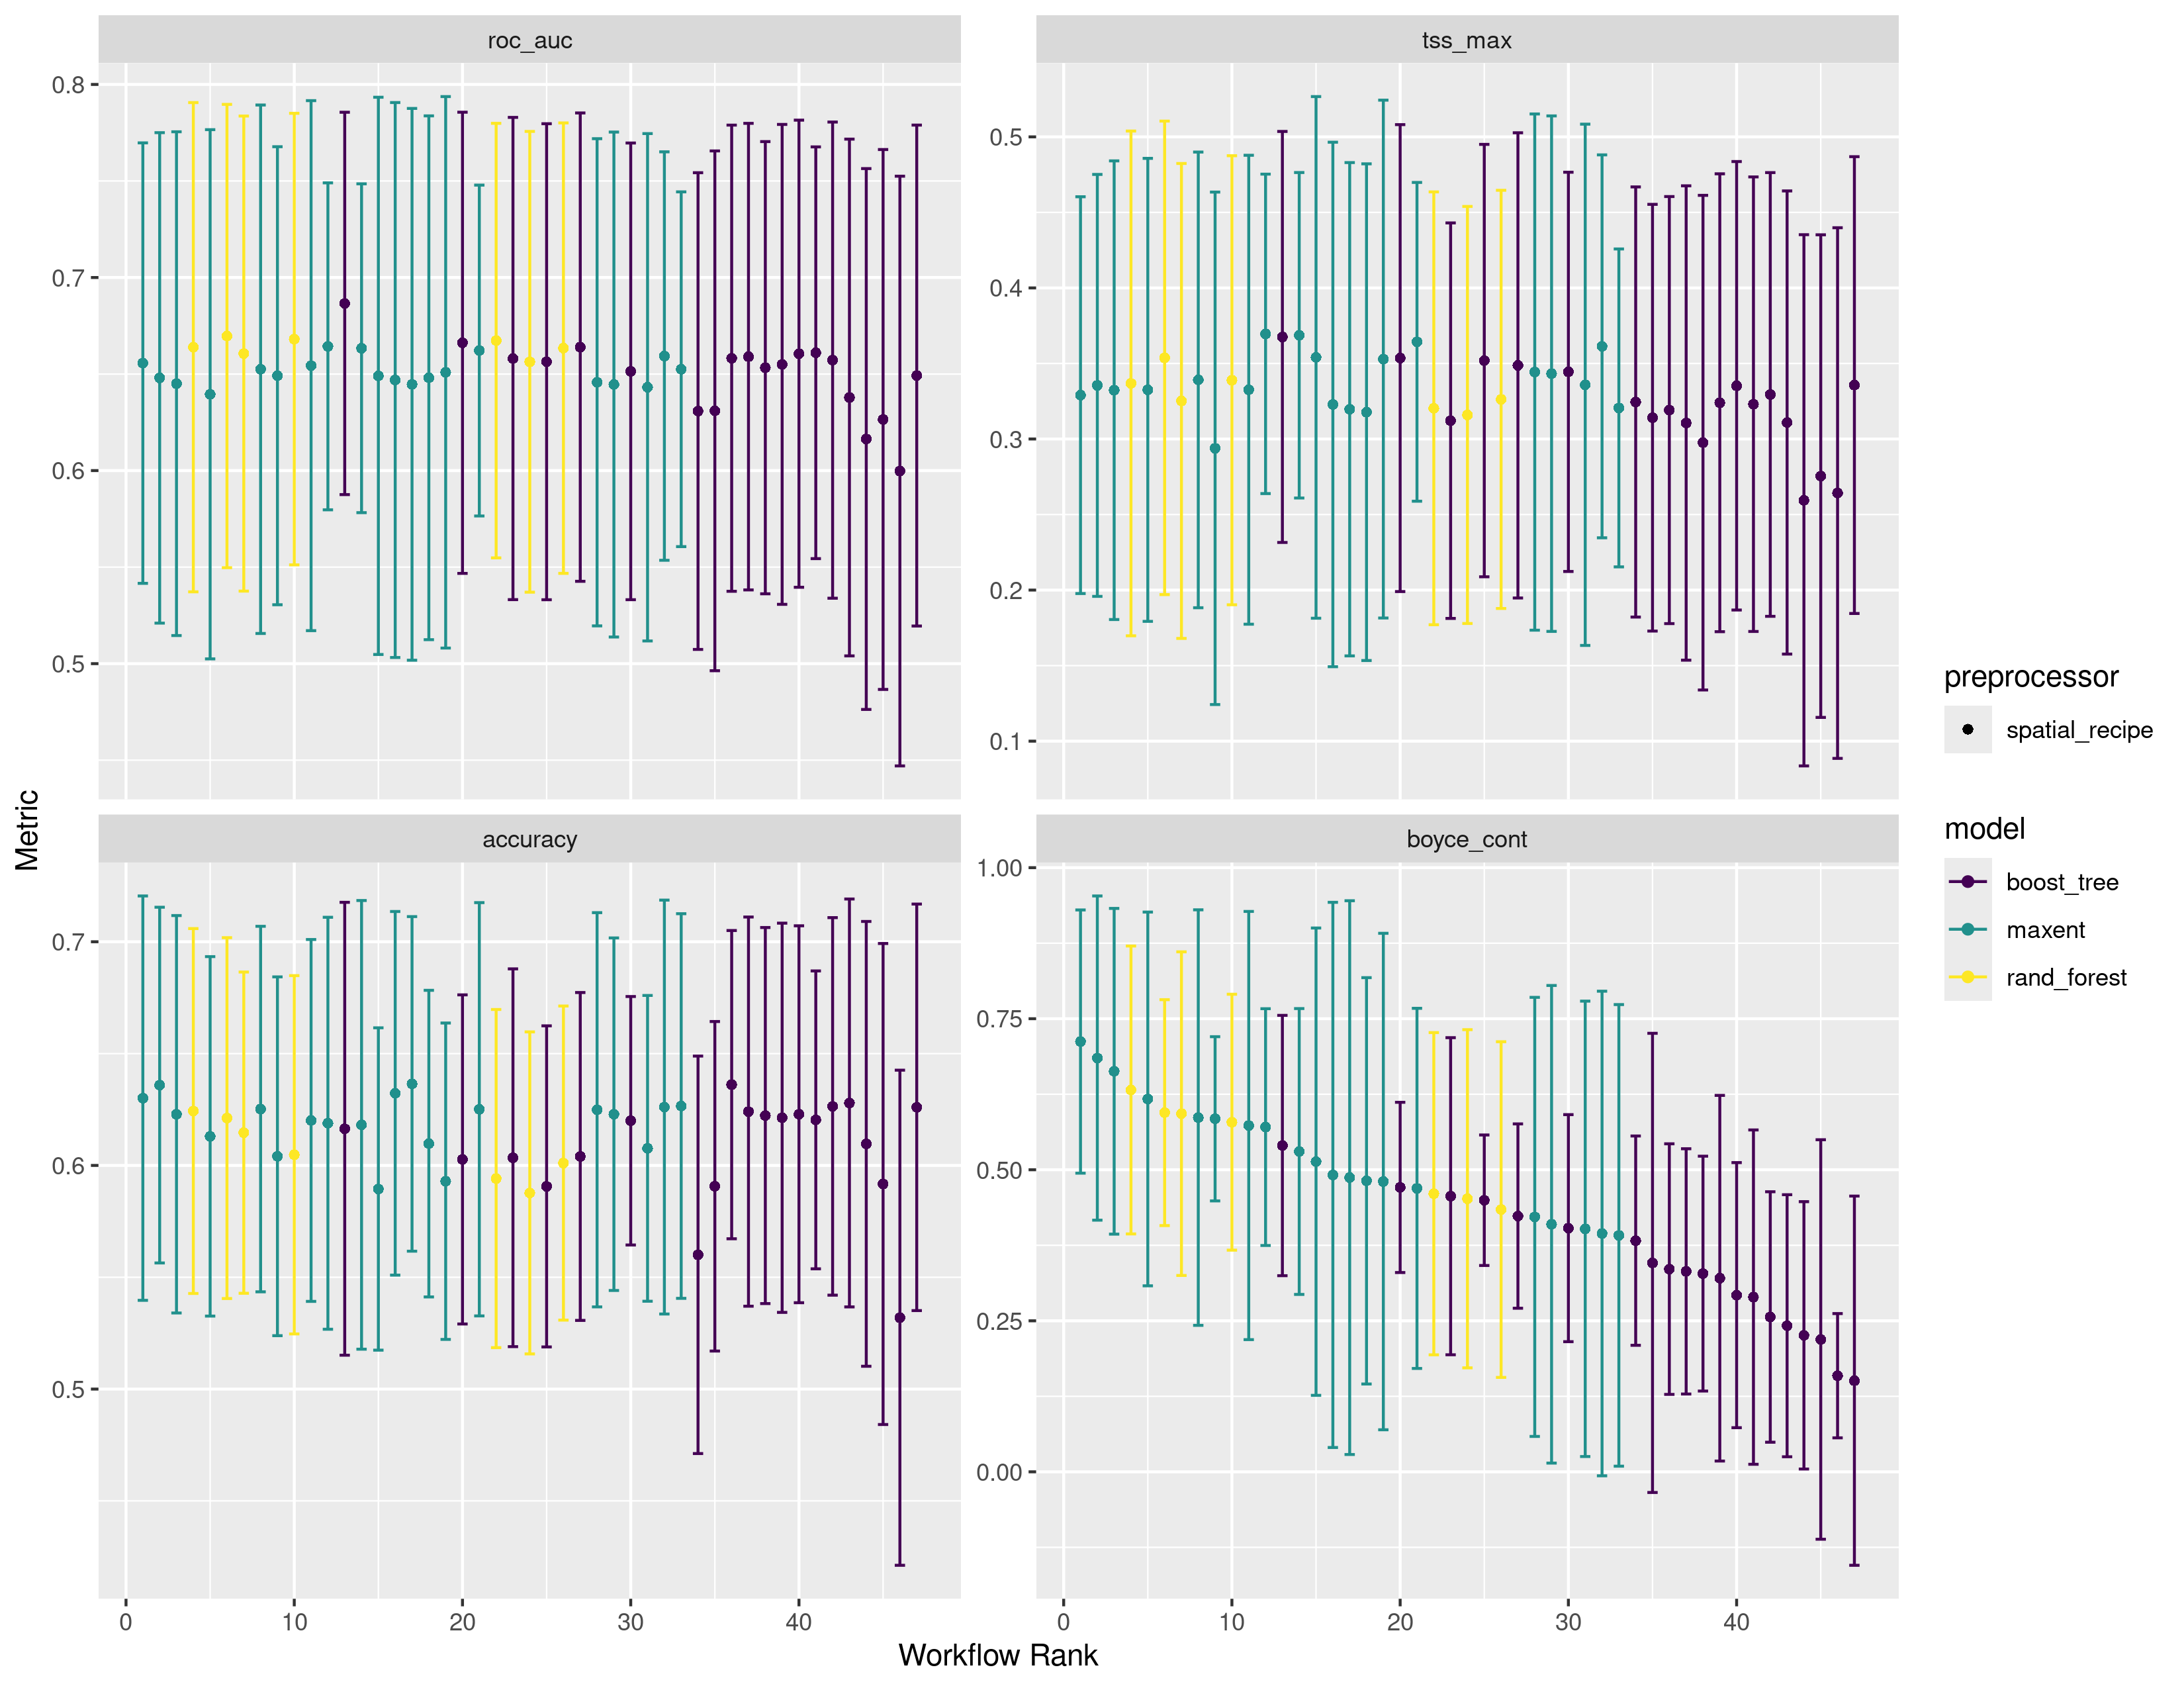 roc_auc
tss_max
0.8
0.7
0.6
0.5
0.5
0.4
0.3
0.2
0.1
accuracy
boyce_cont
0.7
0.6
0.5
1.00
0.75
0.50
0.25
0.00
0 10 20 30 40
0 10 20 30 40
Metric
Workflow Rank
preprocessor
spatial_recipe
model
boost_tree
maxent
rand_forest